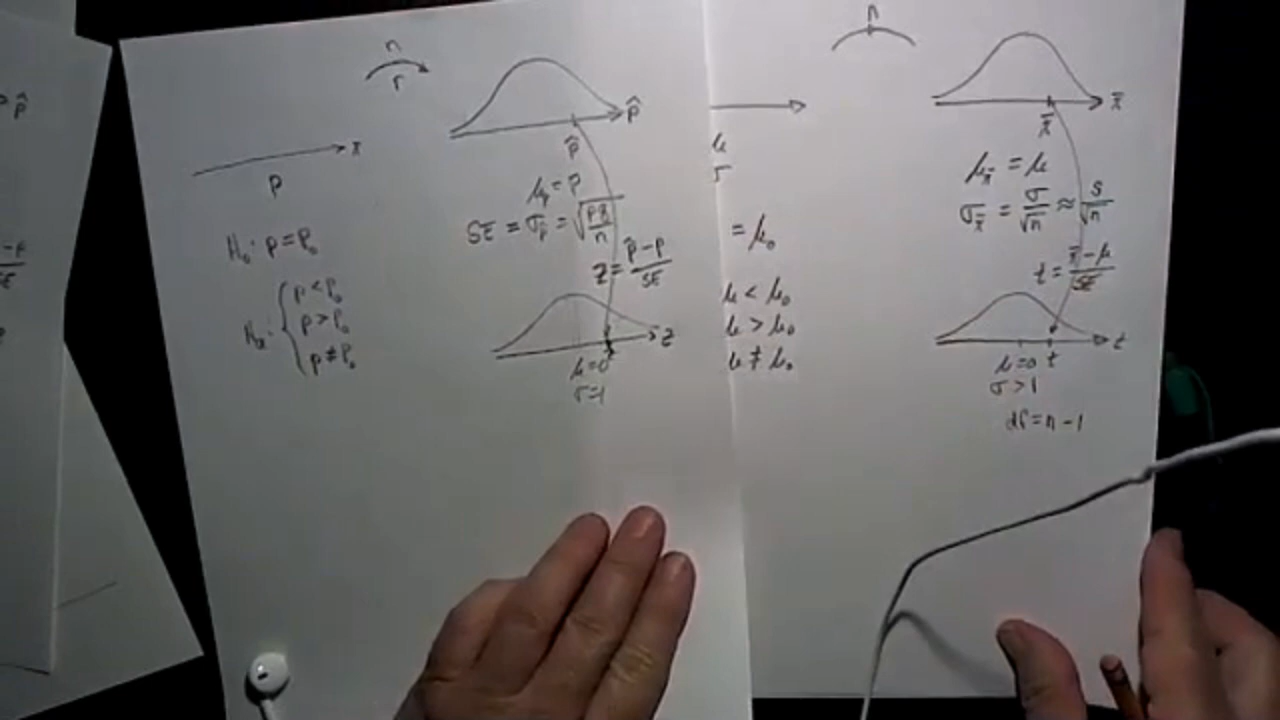 p̂
-p
SE
n
r
x
p
H₀: p = p₀
p < p₀
p > p₀
p ≠ p₀
p̂
p̂
μp̂ = p
SE = σp̂ = √(pq/n)
z = (p̂ - p)/SE
z
μ=0
σ=1
μ
σ
= μ₀
μ < μ₀
μ > μ₀
μ ≠ μ₀
n
x̄
x̄
μx̄ = μ
σx̄ = σ/√n ≈ s/√n
t = (x̄ - μ)/SE
t
μ=0 t
σ>1
df = n - 1